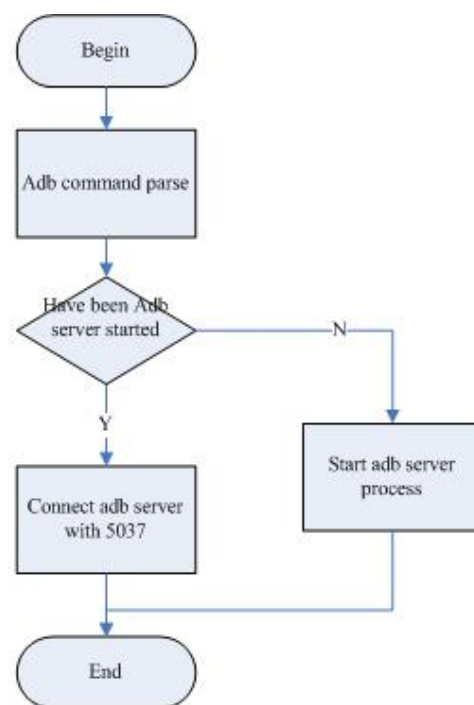 Begin
Adb command parse
Have been Adb
server started
N
Y
Start adb server
process
Connect adb server
with 5037
End